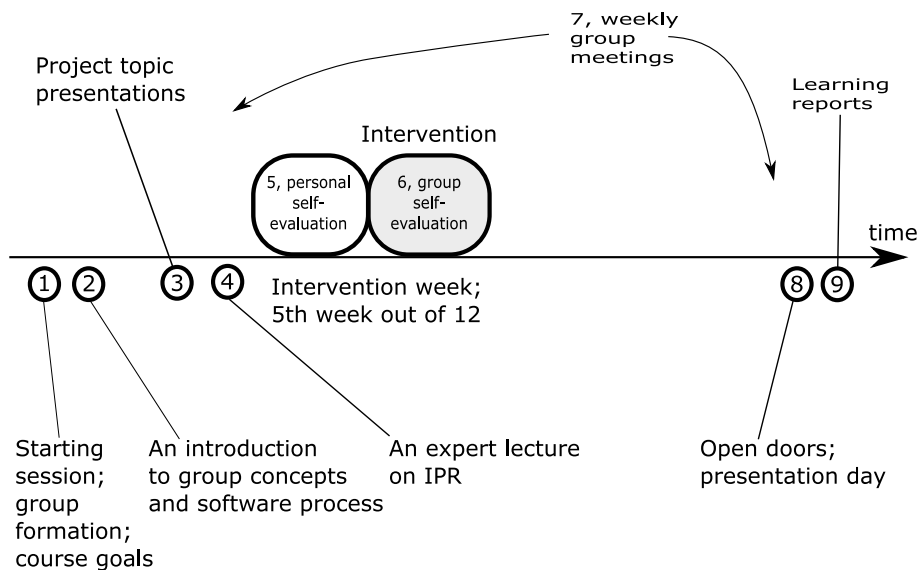 7, weekly
group
meetings
Project topic
presentations
Learning
reports
Intervention
5, personal
self-
evaluation
6, group
self-
evaluation
time
1
2
3
4
8
9
Intervention week;
5th week out of 12
Starting
session;
group
formation;
course goals
An introduction
to group concepts
and software process
An expert lecture
on IPR
Open doors;
presentation day